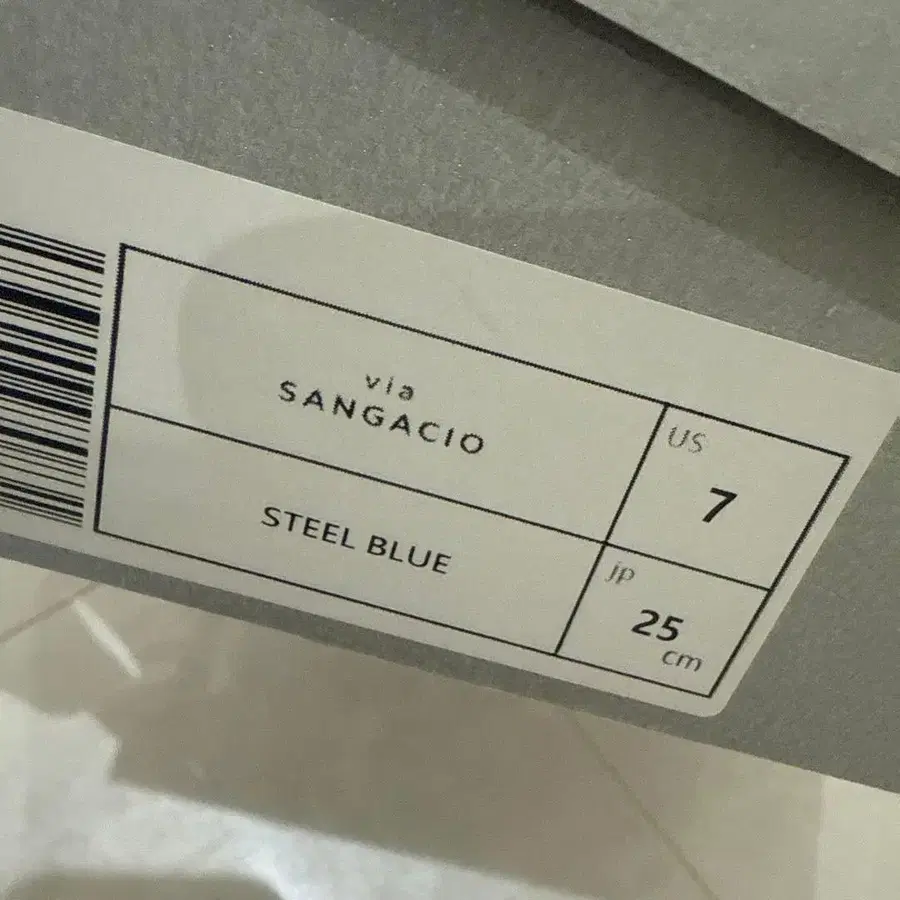 via
SANGACIO
US
7
STEEL BLUE
jp
25
cm